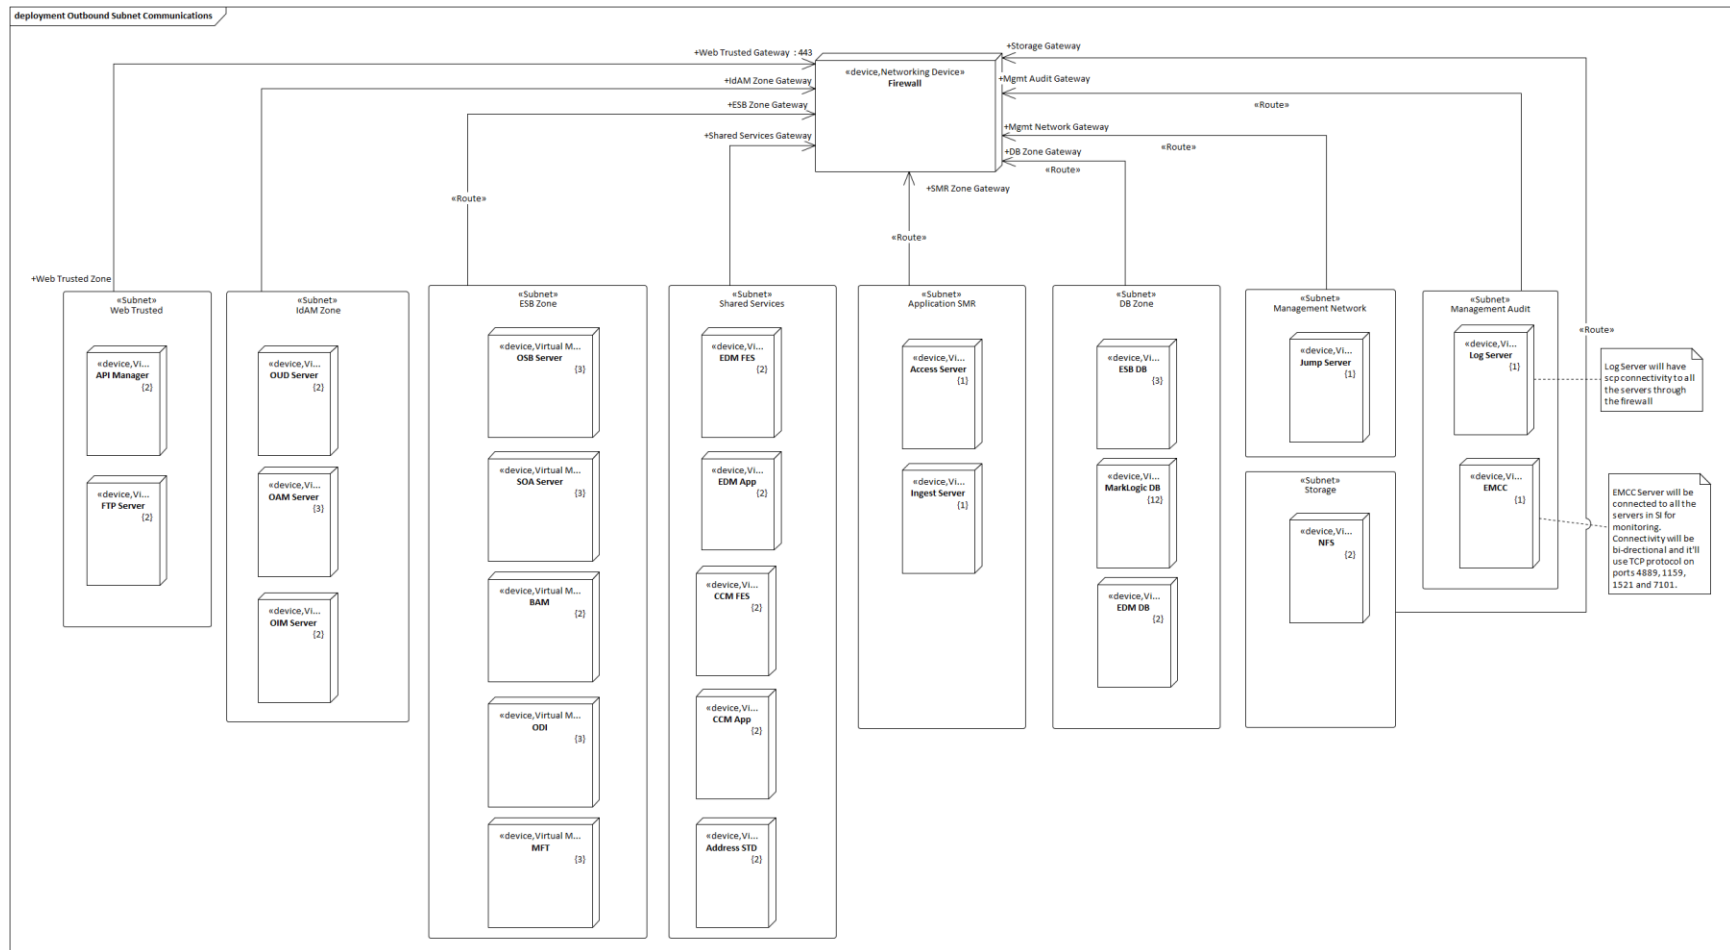 deployment Outbound Subnet Communications
+Web Trusted Gateway : 443
+IdAM Zone Gateway
+ESB Zone Gateway
+Shared Services Gateway
«device,Networking Device»
Firewall
+Storage Gateway
+Mgmt Audit Gateway
«Route»
+Mgmt Network Gateway
«Route»
+DB Zone Gateway
«Route»
+SMR Zone Gateway
«Route»
«Route»
«Route»
+Web Trusted Zone
«Subnet»
Web Trusted
«device,Vi...
API Manager
{2}
«device,Vi...
FTP Server
{2}
«Subnet»
IdAM Zone
«device,Vi...
OUD Server
{2}
«device,Vi...
OAM Server
{3}
«device,Vi...
OIM Server
{2}
«Subnet»
ESB Zone
«device,Virtual M...
OSB Server
{3}
«device,Virtual M...
SOA Server
{3}
«device,Virtual M...
BAM
{2}
«device,Virtual M...
ODI
{3}
«device,Virtual M...
MFT
{3}
«Subnet»
Shared Services
«device,Vi...
EDM FES
{2}
«device,Vi...
EDM App
{2}
«device,Vi...
CCM FES
{2}
«device,Vi...
CCM App
{2}
«device,Vi...
Address STD
{2}
«Subnet»
Application SMR
«device,Vi...
Access Server
{1}
«device,Vi...
Ingest Server
{1}
«Subnet»
DB Zone
«device,Vi...
ESB DB
{3}
«device,Vi...
MarkLogic DB
{12}
«device,Vi...
EDM DB
{2}
«Subnet»
Management Network
«device,Vi...
Jump Server
{1}
«Subnet»
Storage
«device,Vi...
NFS
{2}
«Subnet»
Management Audit
«device,Vi...
Log Server
{1}
«device,Vi...
EMCC
{1}
Log Server will have
scp connectivity to all
the servers through
the firewall
EMCC Server will be
connected to all the
servers in SI for
monitoring.
Connectivity will be
bi-drectional and it'll
use TCP protocol on
ports 4889, 1159,
1521 and 7101.